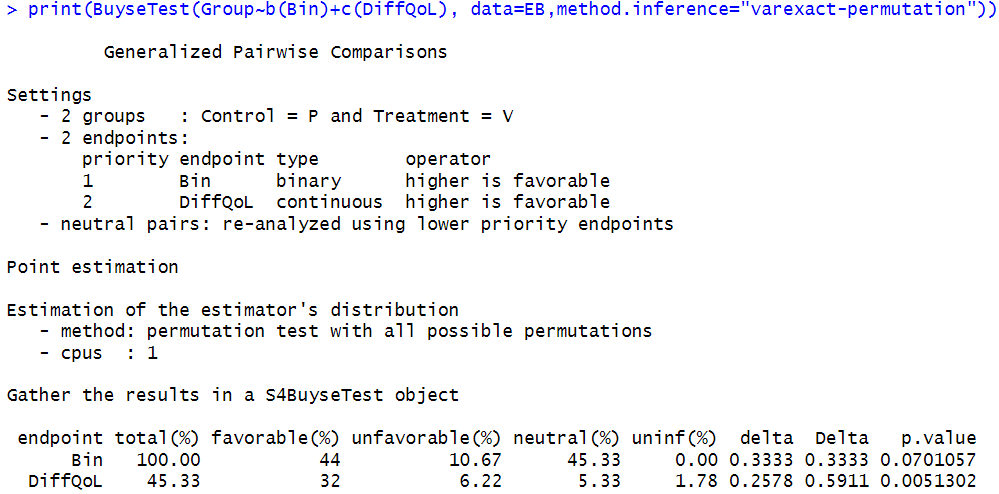 > print(BuyseTest(Group~b(Bin)+c(DiffQoL), data=EB,method.inference="varexact-permutation"))
Generalized Pairwise Comparisons
Settings
- 2 groups : Control = P and Treatment = V
- 2 endpoints:
priority endpoint type operator
1 Bin binary higher is favorable
2 DiffQoL continuous higher is favorable
- neutral pairs: re-analyzed using lower priority endpoints
Point estimation
Estimation of the estimator's distribution
- method: permutation test with all possible permutations
- cpus : 1
Gather the results in a S4BuyseTest object
endpoint total(%) favorable(%) unfavorable(%) neutral(%) uninf(%) delta Delta p.value
Bin 100.00 44 10.67 45.33 0.00 0.3333 0.3333 0.0701057
DiffQoL 45.33 32 6.22 5.33 1.78 0.2578 0.5911 0.0051302